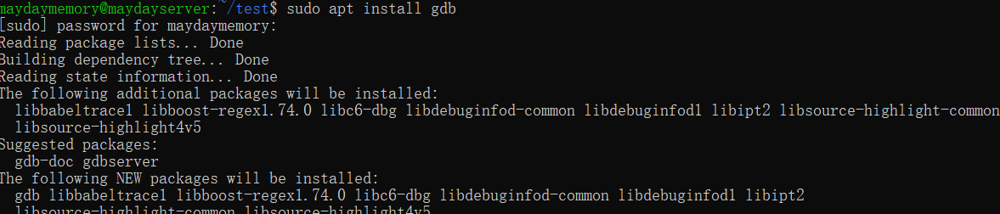 maydaymemory@maydayserver:~/test$ sudo apt install gdb
[sudo] password for maydaymemory:
Reading package lists... Done
Building dependency tree... Done
Reading state information... Done
The following additional packages will be installed:
  libbabeltrace1 libboost-regex1.74.0 libc6-dbg libdebuginfod-common libdebuginfod1 libipt2 libsource-highlight-common
  libsource-highlight4v5
Suggested packages:
  gdb-doc gdbserver
The following NEW packages will be installed:
  gdb libbabeltrace1 libboost-regex1.74.0 libc6-dbg libdebuginfod-common libdebuginfod1 libipt2
  libsource-highlight-common libsource-highlight4v5